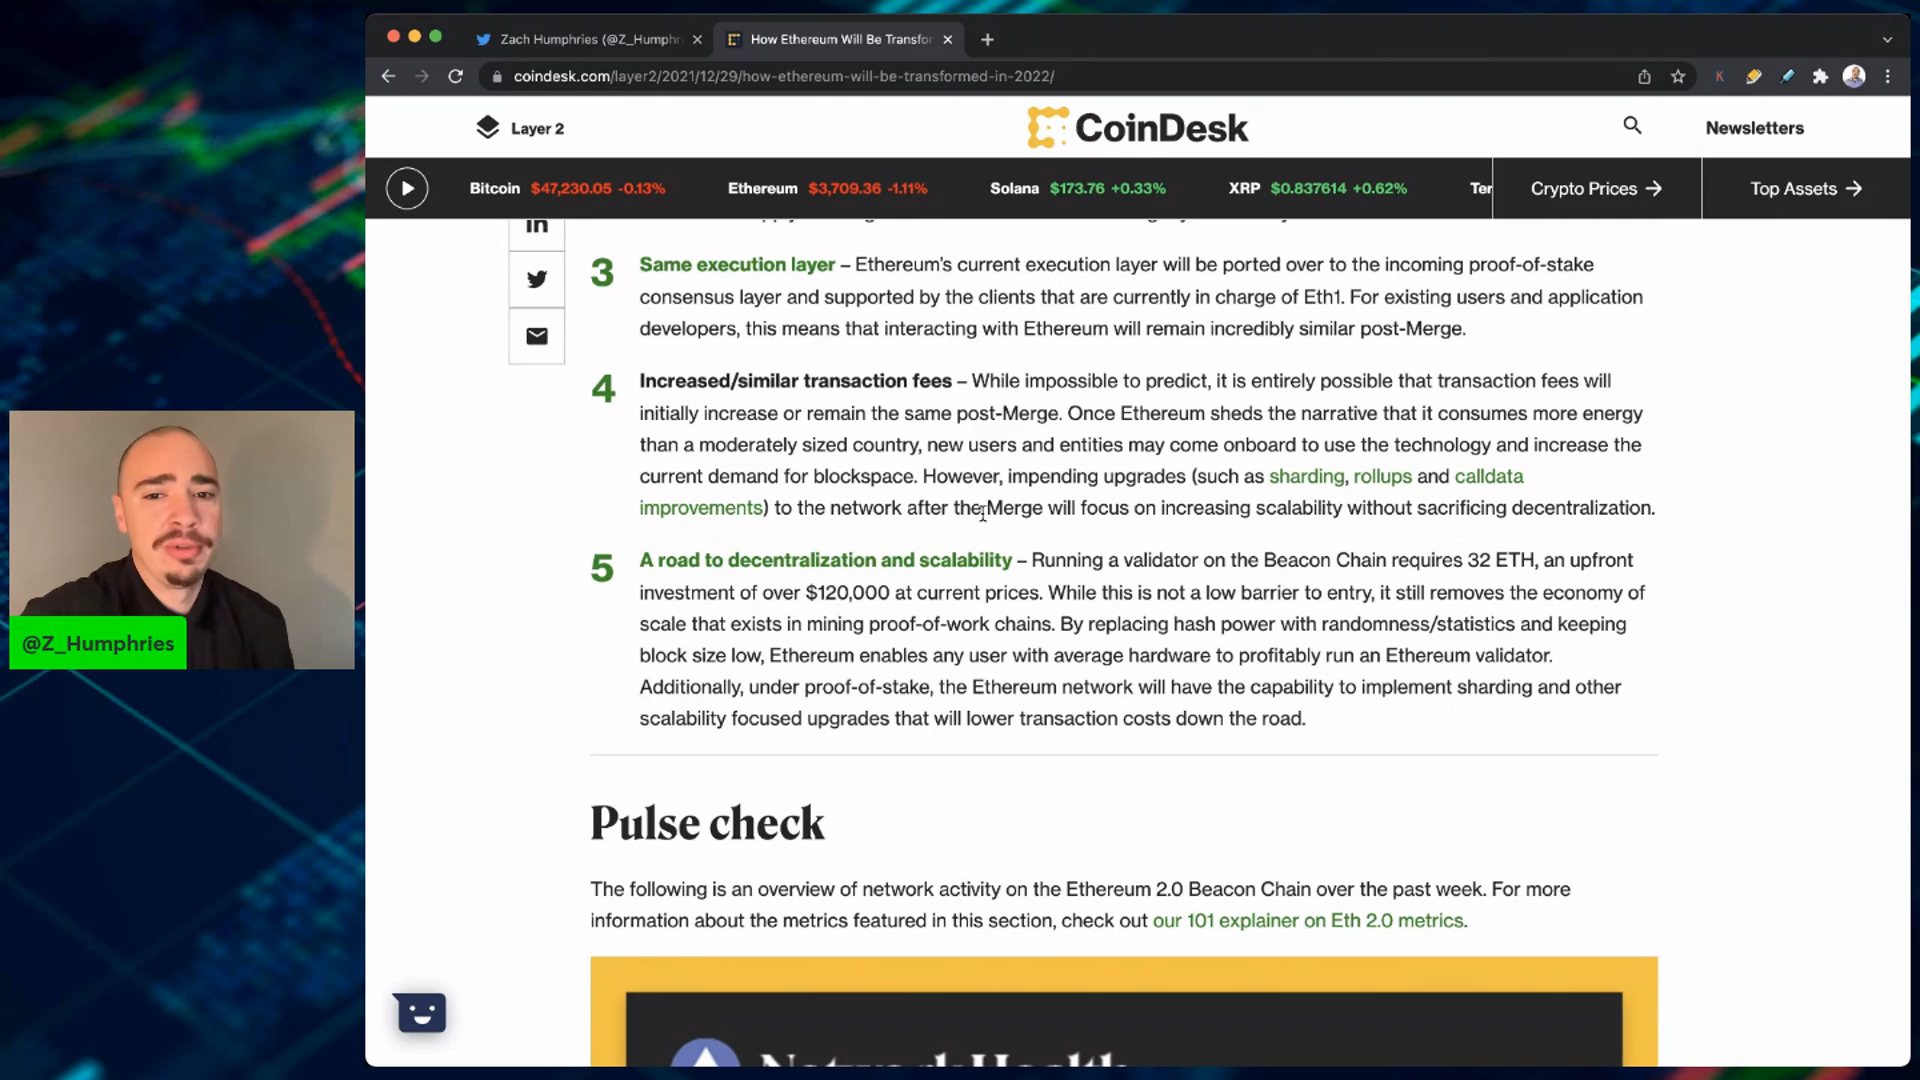 Zach Humphries (@Z_Humphr
How Ethereum Will Be Transfo
coindesk.com/layer2/2021/12/29/how-ethereum-will-be-transformed-in-2022/
K
Layer 2
CoinDesk
Newsletters
Bitcoin $47,230.05 -0.13% Ethereum $3,709.36 -1.11% Solana $173.76 +0.33% XRP $0.837614 +0.62% Ter Crypto Prices → Top Assets →
in
3 Same execution layer – Ethereum's current execution layer will be ported over to the incoming proof-of-stake
consensus layer and supported by the clients that are currently in charge of Eth1. For existing users and application
developers, this means that interacting with Ethereum will remain incredibly similar post-Merge.
4 Increased/similar transaction fees – While impossible to predict, it is entirely possible that transaction fees will
initially increase or remain the same post-Merge. Once Ethereum sheds the narrative that it consumes more energy
than a moderately sized country, new users and entities may come onboard to use the technology and increase the
current demand for blockspace. However, impending upgrades (such as sharding, rollups and calldata
improvements) to the network after the Merge will focus on increasing scalability without sacrificing decentralization.
5 A road to decentralization and scalability – Running a validator on the Beacon Chain requires 32 ETH, an upfront
investment of over $120,000 at current prices. While this is not a low barrier to entry, it still removes the economy of
scale that exists in mining proof-of-work chains. By replacing hash power with randomness/statistics and keeping
block size low, Ethereum enables any user with average hardware to profitably run an Ethereum validator.
Additionally, under proof-of-stake, the Ethereum network will have the capability to implement sharding and other
scalability focused upgrades that will lower transaction costs down the road.
@Z_Humphries
Pulse check
The following is an overview of network activity on the Ethereum 2.0 Beacon Chain over the past week. For more
information about the metrics featured in this section, check out our 101 explainer on Eth 2.0 metrics.
Network Health